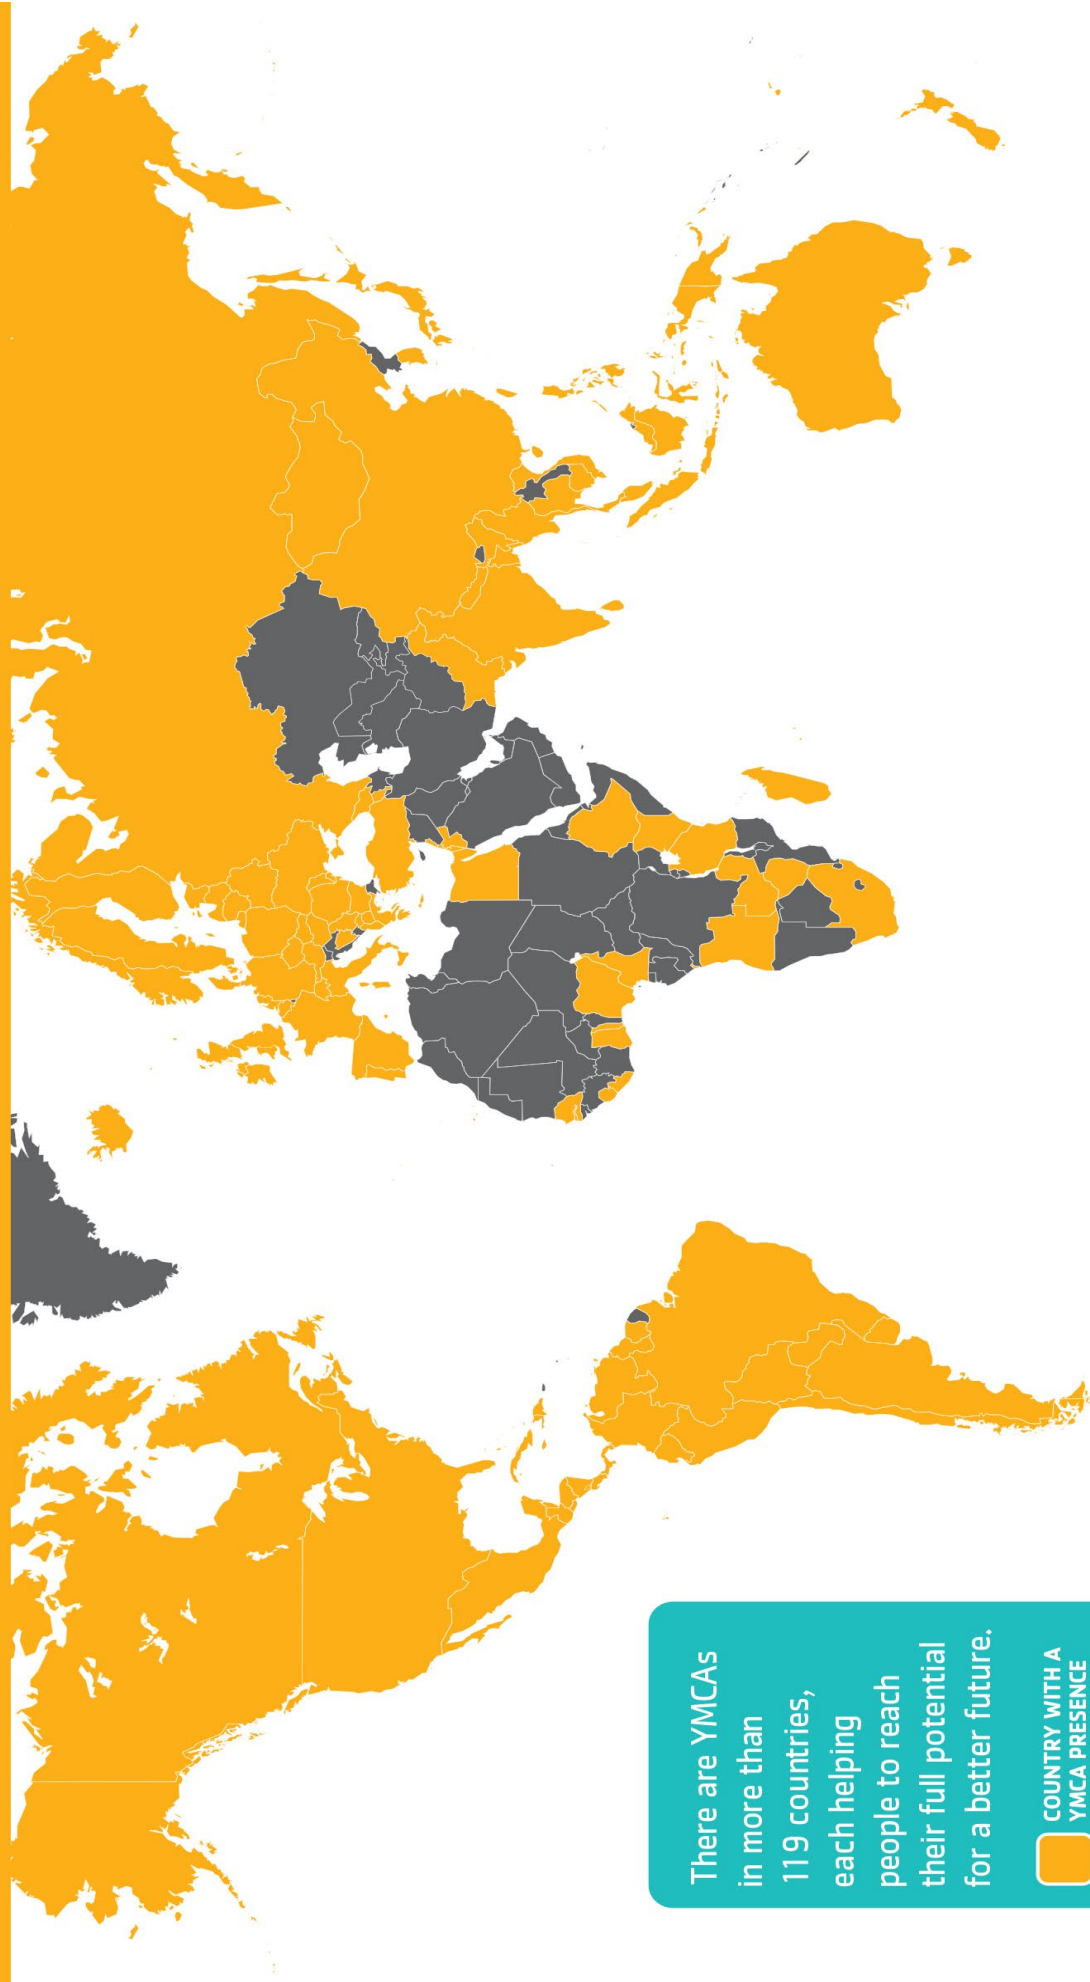 There are YMCAs
in more than
119 countries,
each helping
people to reach
their full potential
for a better future.
COUNTRY WITH A
YMCA PRESENCE